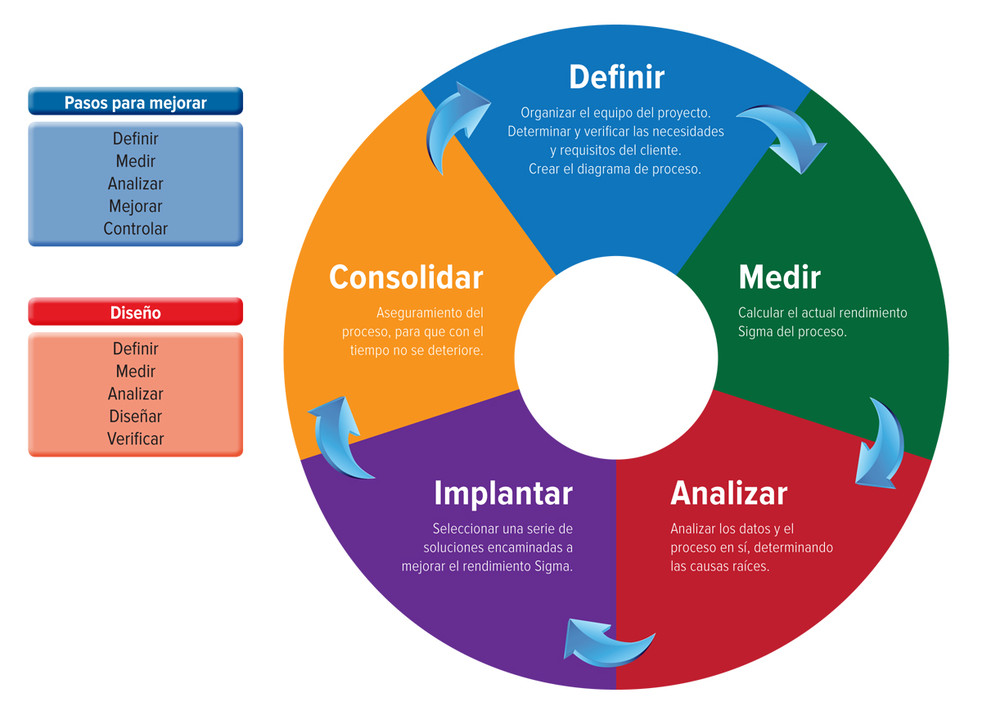 Pasos para mejorar
Definir
Medir
Analizar
Mejorar
Controlar
Diseño
Definir
Medir
Analizar
Diseñar
Verificar
Definir
Organizar el equipo del proyecto.
Determinar y verificar las necesidades
y requisitos del cliente.
Crear el diagrama de proceso.
Medir
Calcular el actual rendimiento
Sigma del proceso.
Analizar
Analizar los datos y el
proceso en sí, determinando
las causas raíces.
Implantar
Seleccionar una serie de
soluciones encaminadas a
mejorar el rendimiento Sigma.
Consolidar
Aseguramiento del
proceso, para que con el
tiempo no se deteriore.